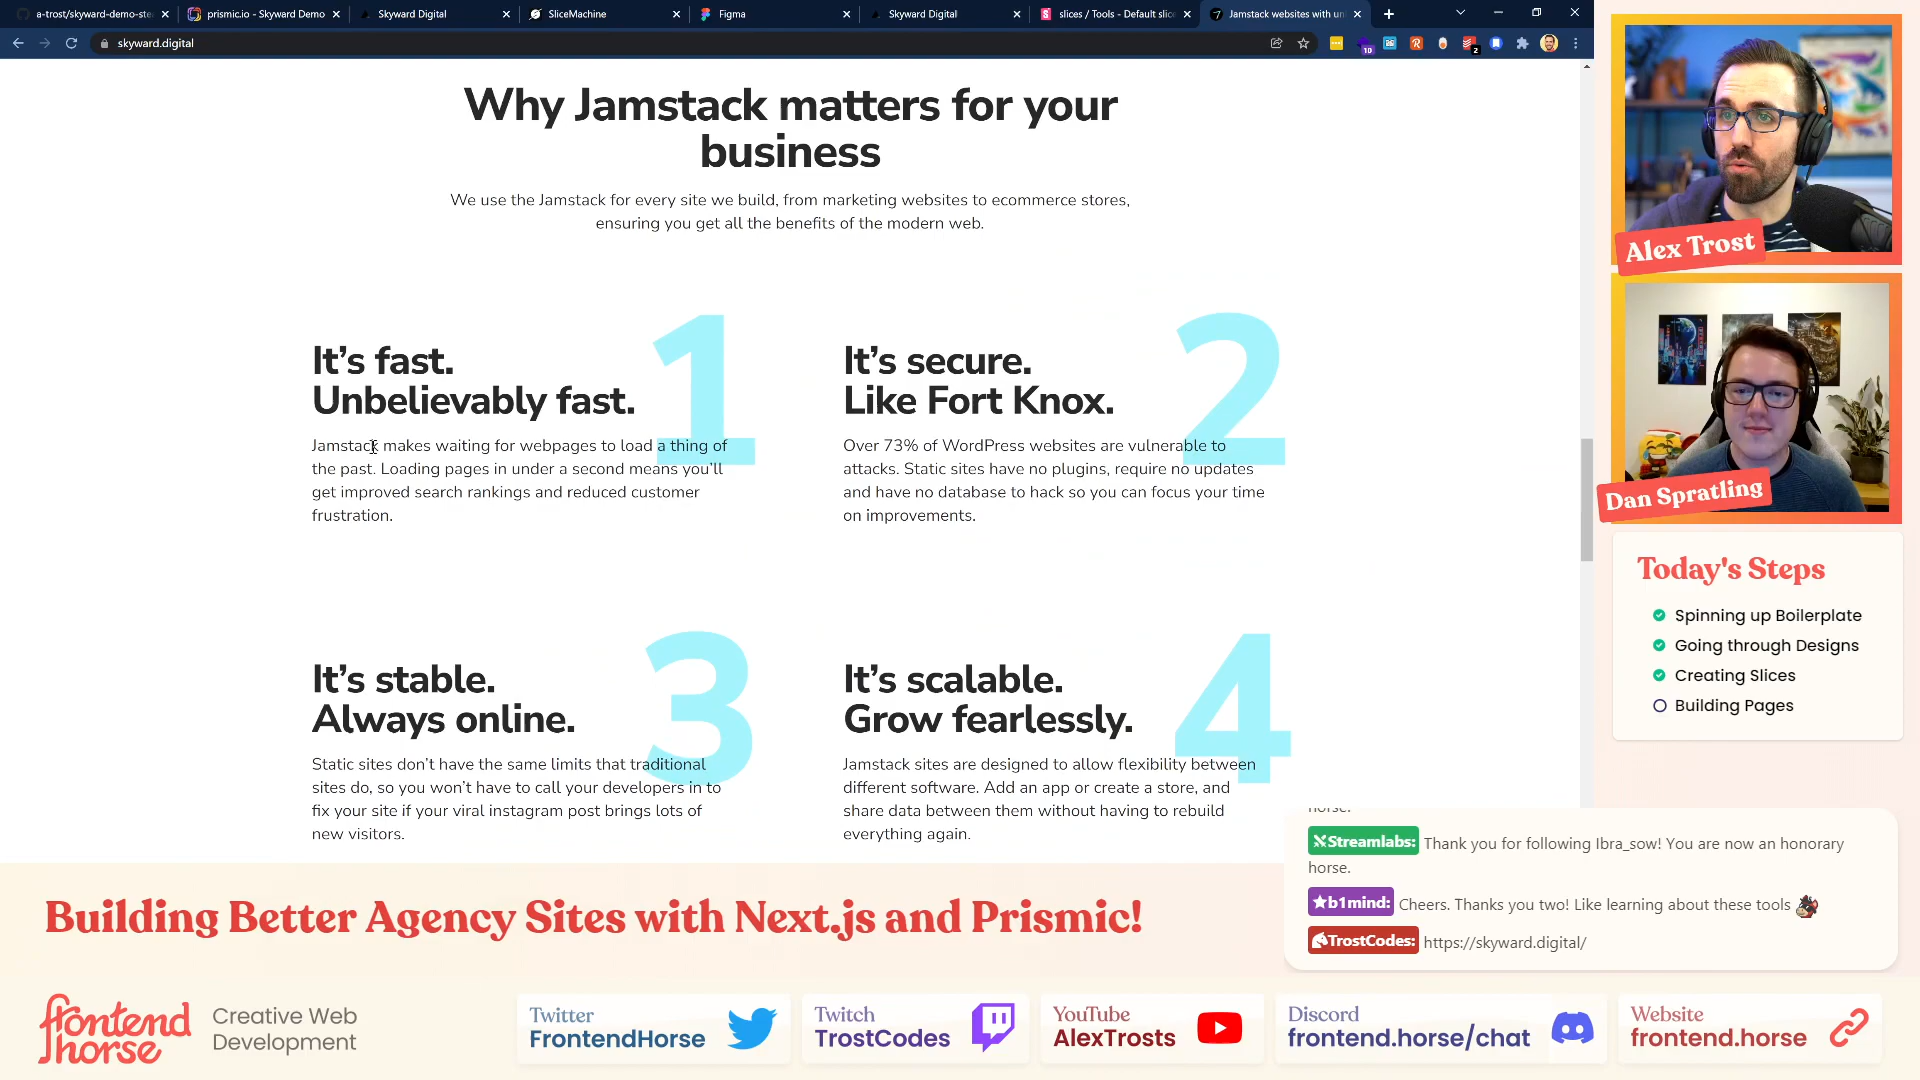 a-trost/skyward-demo-ste
prismic.io - Skyward Demo
Skyward Digital
SliceMachine
Figma
Skyward Digital
slices / Tools - Default slice
Jamstack websites with un
skyward.digital
10
2
Why Jamstack matters for your
business
We use the Jamstack for every site we build, from marketing websites to ecommerce stores,
ensuring you get all the benefits of the modern web.
1
It’s fast.
Unbelievably fast.
Jamstack makes waiting for webpages to load a thing of
the past. Loading pages in under a second means you’ll
get improved search rankings and reduced customer
frustration.
2
It’s secure.
Like Fort Knox.
Over 73% of WordPress websites are vulnerable to
attacks. Static sites have no plugins, require no updates
and have no database to hack so you can focus your time
on improvements.
3
It’s stable.
Always online.
Static sites don’t have the same limits that traditional
sites do, so you won’t have to call your developers in to
fix your site if your viral instagram post brings lots of
new visitors.
4
It’s scalable.
Grow fearlessly.
Jamstack sites are designed to allow flexibility between
different software. Add an app or create a store, and
share data between them without having to rebuild
everything again.
Alex Trost
Dan Spratling
Today's Steps
Spinning up Boilerplate
Going through Designs
Creating Slices
Building Pages
horse.
Streamlabs: Thank you for following Ibra_sow! You are now an honorary
horse.
b1mind: Cheers. Thanks you two! Like learning about these tools
TrostCodes: https://skyward.digital/
Building Better Agency Sites with Next.js and Prismic!
frontend
horse
Creative Web
Development
Twitter
FrontendHorse
Twitch
TrostCodes
YouTube
AlexTrosts
Discord
frontend.horse/chat
Website
frontend.horse